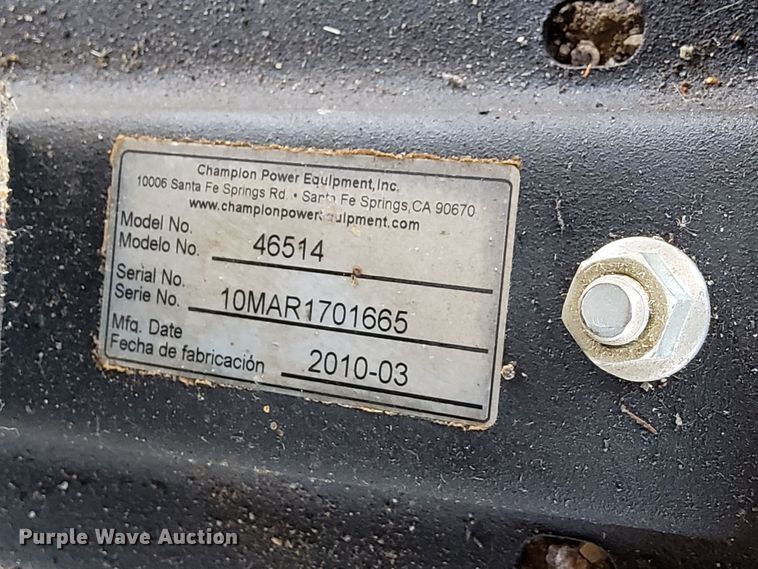 Champion Power Equipment, Inc.
10006 Santa Fe Springs Rd. • Santa Fe Springs, CA 90670
www.championpowerequipment.com
Model No.
Modelo No. 46514
Serial No.
Serie No. 10MAR1701665
Mfg. Date
Fecha de fabricación 2010-03
Purple Wave Auction